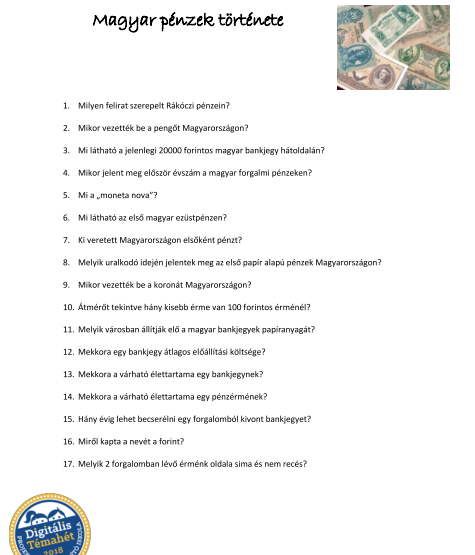 Magyar pénzek története
1. Milyen felirat szerepelt Rákóczi pénzein?
2. Mikor vezették be a pengőt Magyarországon?
3. Mi látható a jelenlegi 20000 forintos magyar bankjegy hátoldalán?
4. Mikor jelent meg először évszám a magyar forgalmi pénzeken?
5. Mi a „moneta nova”?
6. Mi látható az első magyar ezüstpénzen?
7. Ki veretett Magyarországon elsőként pénzt?
8. Melyik uralkodó idején jelentek meg az első papír alapú pénzek Magyarországon?
9. Mikor vezették be a koronát Magyarországon?
10. Átmérőt tekintve hány kisebb érme van 100 forintos érménél?
11. Melyik városban állítják elő a magyar bankjegyek papíranyagát?
12. Mekkora egy bankjegy átlagos előállítási költsége?
13. Mekkora a várható élettartama egy bankjegynek?
14. Mekkora a várható élettartama egy pénzérmének?
15. Hány évig lehet becserélni egy forgalomból kivont bankjegyet?
16. Miről kapta a nevét a forint?
17. Melyik 2 forgalomban lévő érménk oldala sima és nem recés?
Digitális
Témahét
2018